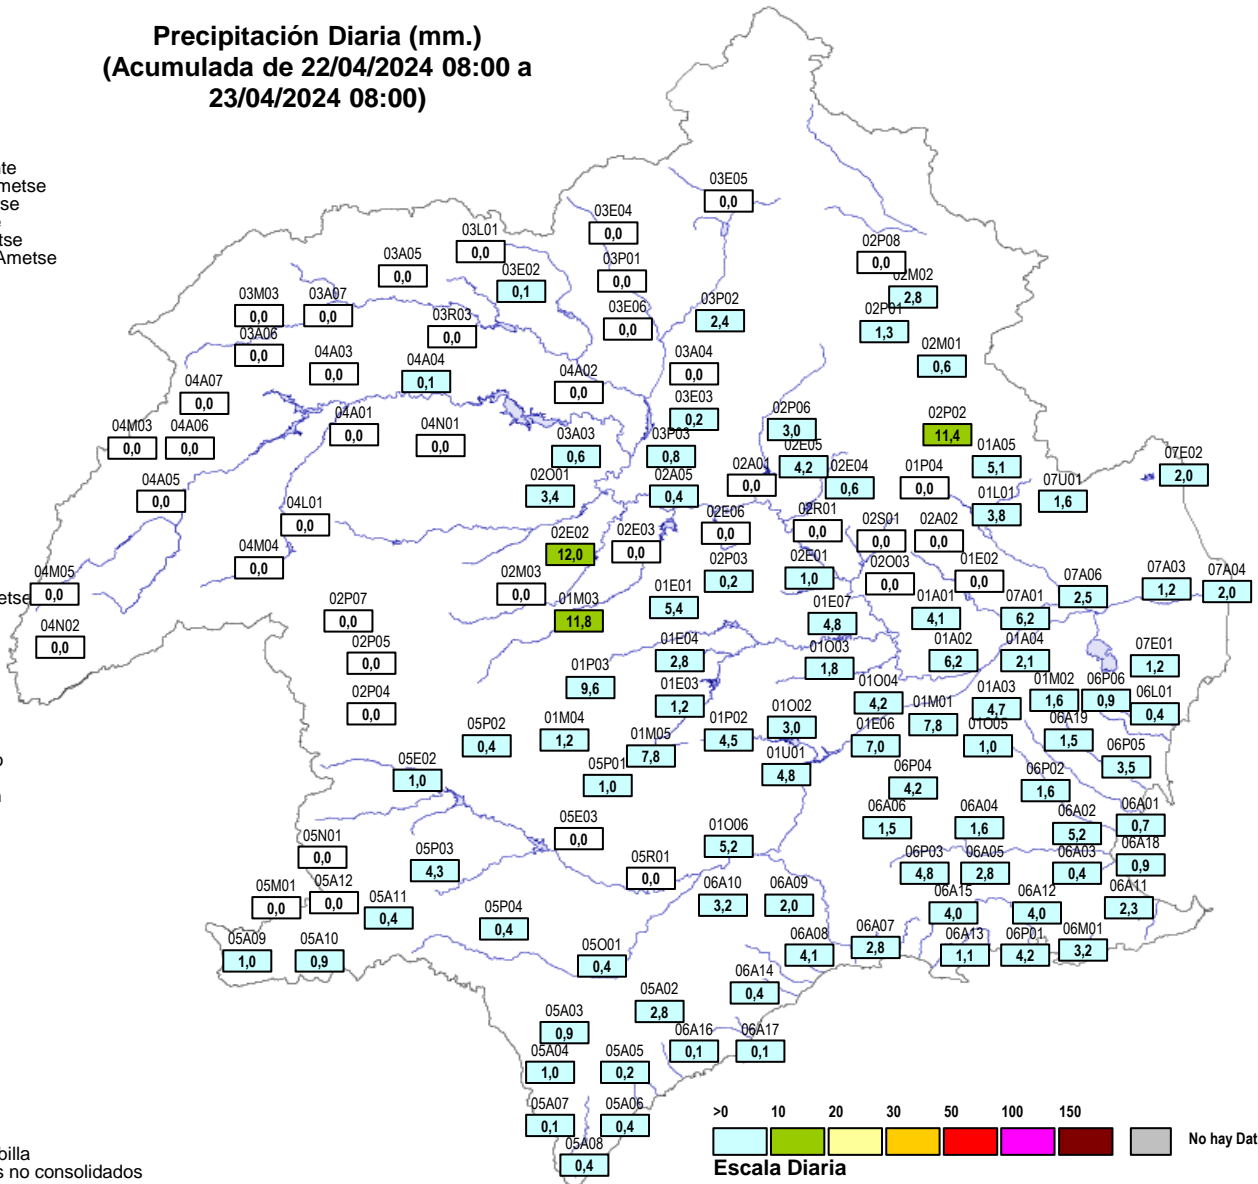 Precipitación Diaria (mm.)
(Acumulada de 22/04/2024 08:00 a
23/04/2024 08:00)
03E05
0,0
03E04
0,0
03L01
0,0
03A05
0,0
03E02
0,1
03P01
0,0
02P08
0,0
02M02
2,8
03M03
0,0
03A07
0,0
03R03
0,0
03E06
0,0
03P02
2,4
02P01
1,3
03A06
0,0
04A03
0,0
04A04
0,1
04A02
0,0
03A04
0,0
02M01
0,6
04A07
0,0
04A01
0,0
04N01
0,0
03E03
0,2
02P06
3,0
02P02
11,4
04M03
0,0
04A06
0,0
03A03
0,6
03P03
0,8
02E05
4,2
01A05
5,1
07E02
2,0
04A05
0,0
02O01
3,4
02A05
0,4
02A01
0,0
02E04
0,6
01P04
0,0
07U01
1,6
04L01
0,0
01L01
3,8
02E02
12,0
02E03
0,0
02E06
0,0
02R01
0,0
02S01
0,0
02A02
0,0
04M04
0,0
04M05
0,0
02M03
0,0
02P03
0,2
02E01
1,0
02O03
0,0
01E02
0,0
07A06
2,5
07A03
1,2
07A04
2,0
etse
04N02
0,0
02P07
0,0
01M03
11,8
01E01
5,4
01E07
4,8
01A01
4,1
07A01
6,2
02P05
0,0
01E04
2,8
01O03
1,8
01A02
6,2
01A04
2,1
07E01
1,2
02P04
0,0
01P03
9,6
01E03
1,2
01O04
4,2
01M01
7,8
01A03
4,7
01M02
1,6
06P06
0,9
06L01
0,4
05P02
0,4
01M04
1,2
01M05
7,8
01P02
4,5
01O02
3,0
01E06
7,0
01O05
1,0
06A19
1,5
06P05
3,5
05E02
1,0
05P01
1,0
01U01
4,8
06P04
4,2
06P02
1,6
05E03
0,0
01O06
5,2
06A06
1,5
06A04
1,6
06A02
5,2
06A01
0,7
05N01
0,0
05P03
4,3
05R01
0,0
06P03
4,8
06A05
2,8
06A03
0,4
06A18
0,9
05M01
0,0
05A12
0,0
05A11
0,4
05P04
0,4
06A10
3,2
06A09
2,0
06A15
4,0
06A12
4,0
06A11
2,3
05A09
1,0
05A10
0,9
05O01
0,4
06A08
4,1
06A07
2,8
06A13
1,1
06P01
4,2
06M01
3,2
06A14
0,4
05A02
2,8
05A03
0,9
06A16
0,1
06A17
0,1
05A04
1,0
05A05
0,2
05A07
0,1
05A06
0,4
05A08
0,4
>0 10 20 30 50 100 150
No hay Dat
Escala Diaria
te
metse
se
tse
Ametse
billa
s no consolidados